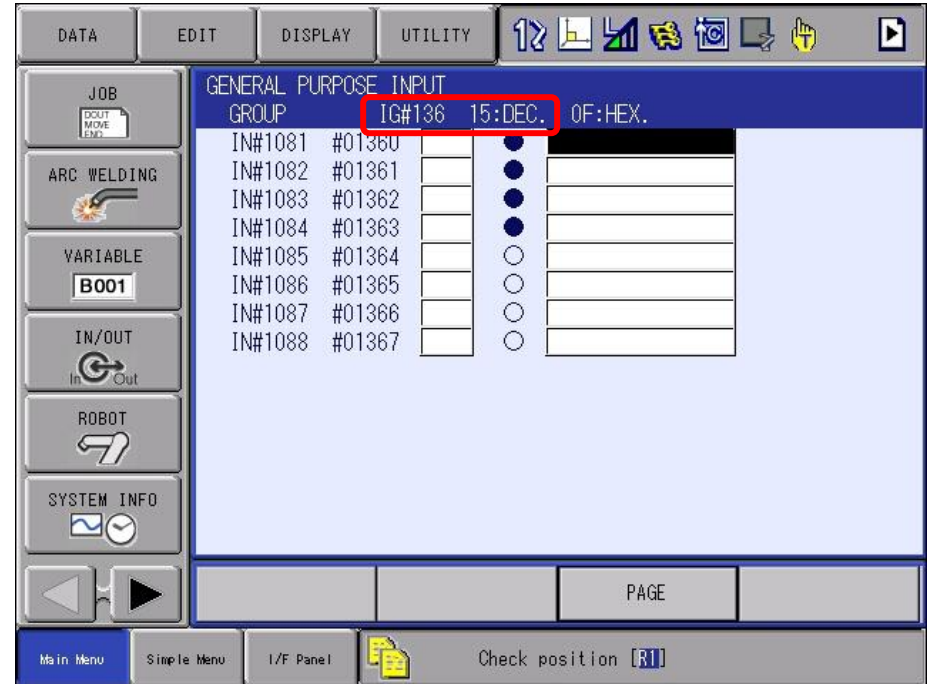 DATA EDIT DISPLAY UTILITY
JOB
DOUT
MOVE
END
ARC WELDING
VARIABLE
B001
IN/OUT
In Out
ROBOT
SYSTEM INFO
GENERAL PURPOSE INPUT
GROUP IG#136 15:DEC. 0F:HEX.
IN#1081 #01360
IN#1082 #01361
IN#1083 #01362
IN#1084 #01363
IN#1085 #01364
IN#1086 #01365
IN#1087 #01366
IN#1088 #01367
PAGE
Main Menu Simple Menu I/F Panel Check position [R1]